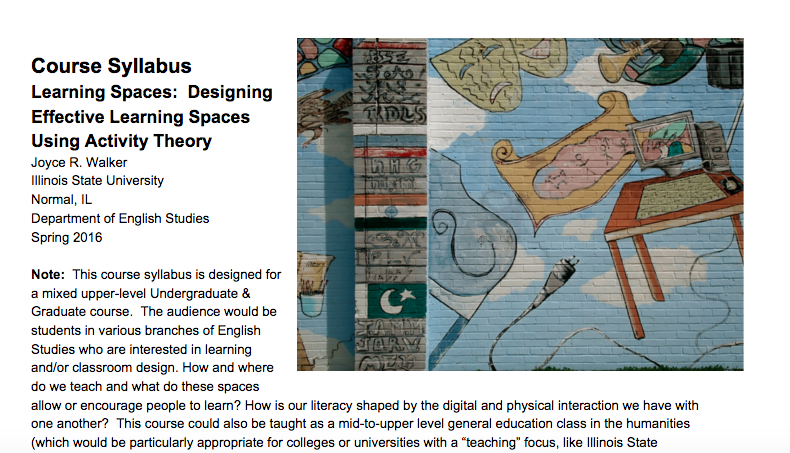 Course Syllabus
Learning Spaces:  Designing
Effective Learning Spaces
Using Activity Theory
Joyce R. Walker
Illinois State University
Normal, IL
Department of English Studies
Spring 2016
Note:  This course syllabus is designed for
a mixed upper-level Undergraduate &
Graduate course.  The audience would be
students in various branches of English
Studies who are interested in learning
and/or classroom design. How and where
do we teach and what do these spaces
allow or encourage people to learn? How is our literacy shaped by the digital and physical interaction we have with
one another?  This course could also be taught as a mid-to-upper level general education class in the humanities
(which would be particularly appropriate for colleges or universities with a “teaching” focus, like Illinois State